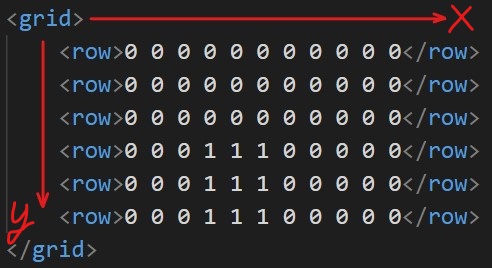 <grid> X
<row>0 0 0 0 0 0 0 0 0 0 0</row>
<row>0 0 0 0 0 0 0 0 0 0 0</row>
<row>0 0 0 0 0 0 0 0 0 0 0</row>
<row>0 0 0 1 1 1 0 0 0 0 0</row>
<row>0 0 0 1 1 1 0 0 0 0 0</row>
y <row>0 0 0 1 1 1 0 0 0 0 0</row>
</grid>